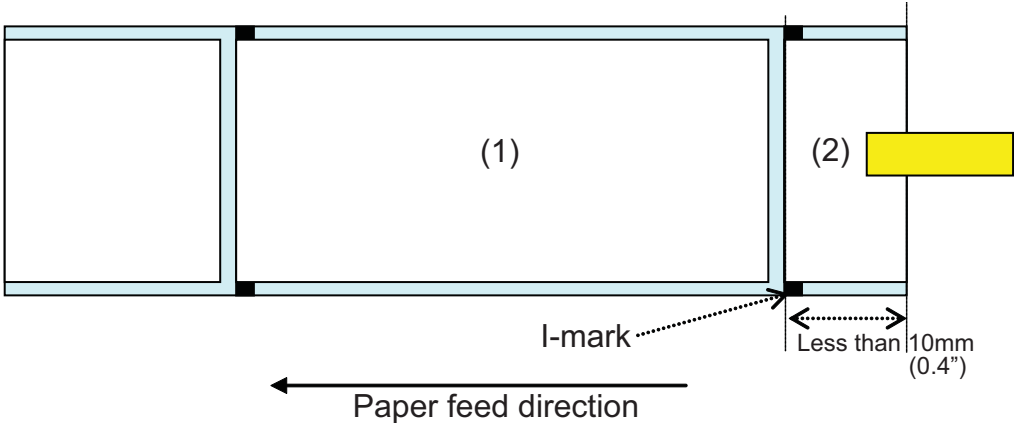 (1)
(2)
I-mark
Less than 10mm
(0.4”)
Paper feed direction